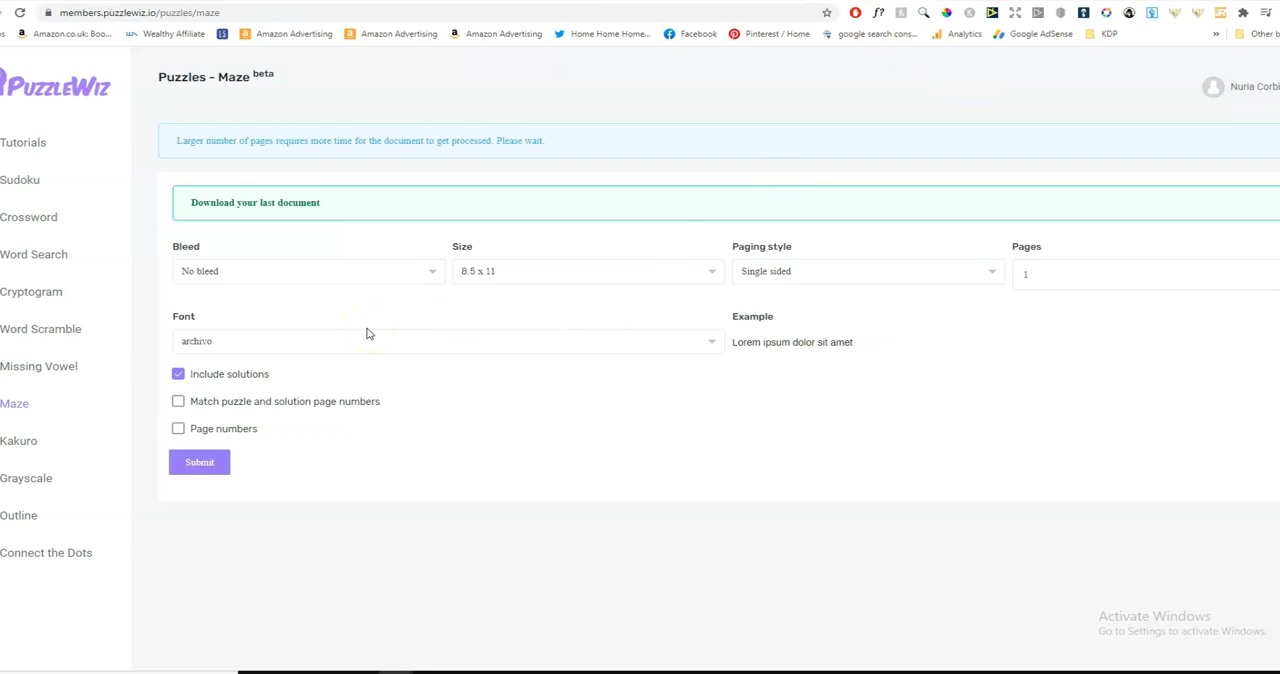 members.puzzlewiz.io/puzzles/maze
Amazon.co.uk: Boo...
Wealthy Affiliate
Amazon Advertising
Amazon Advertising
Amazon Advertising
Home Home Home...
Facebook
Pinterest / Home
google search cons...
Analytics
Google AdSense
KDP
»
Other b
PUZZLEWIZ
Puzzles - Maze beta
Nuria Corbi
Tutorials
Sudoku
Crossword
Word Search
Cryptogram
Word Scramble
Missing Vowel
Maze
Kakuro
Grayscale
Outline
Connect the Dots
Larger number of pages requires more time for the document to get processed. Please wait.
Download your last document
Bleed
Size
Paging style
Pages
No bleed
8.5 x 11
Single sided
1
Font
Example
archivo
Lorem ipsum dolor sit amet
Include solutions
Match puzzle and solution page numbers
Page numbers
Submit
Activate Windows
Go to Settings to activate Windows.